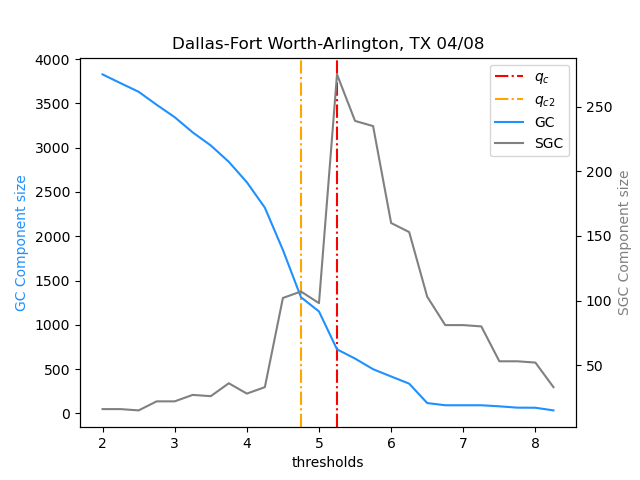 Dallas-Fort Worth-Arlington, TX 04/08
4000
3500
3000
2500
2000
1500
1000
500
0
GC Component size
2 3 4 5 6 7 8
thresholds
250
200
150
100
50
SGC Component size
q_c
q_{c2}
GC
SGC